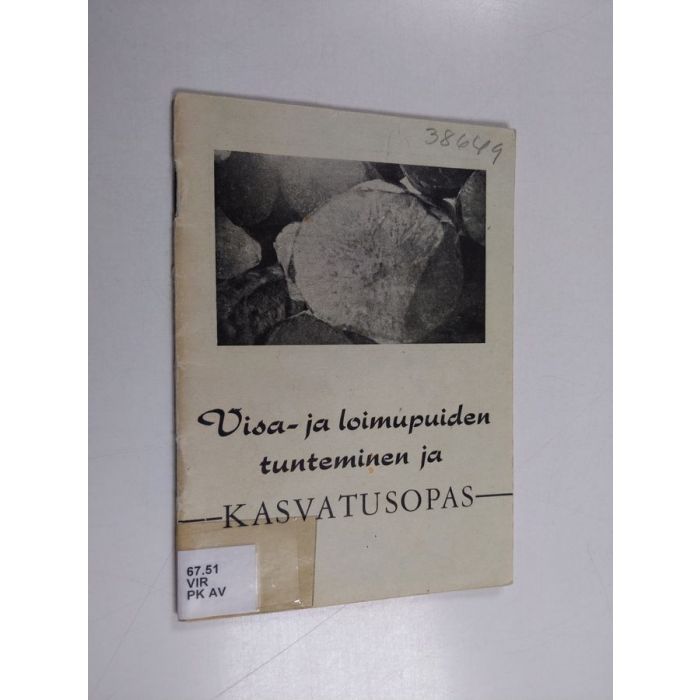 38649
Visa- ja loimupuiden
tunteminen ja
KASVATUSOPAS
67.51
VIR
PK AV